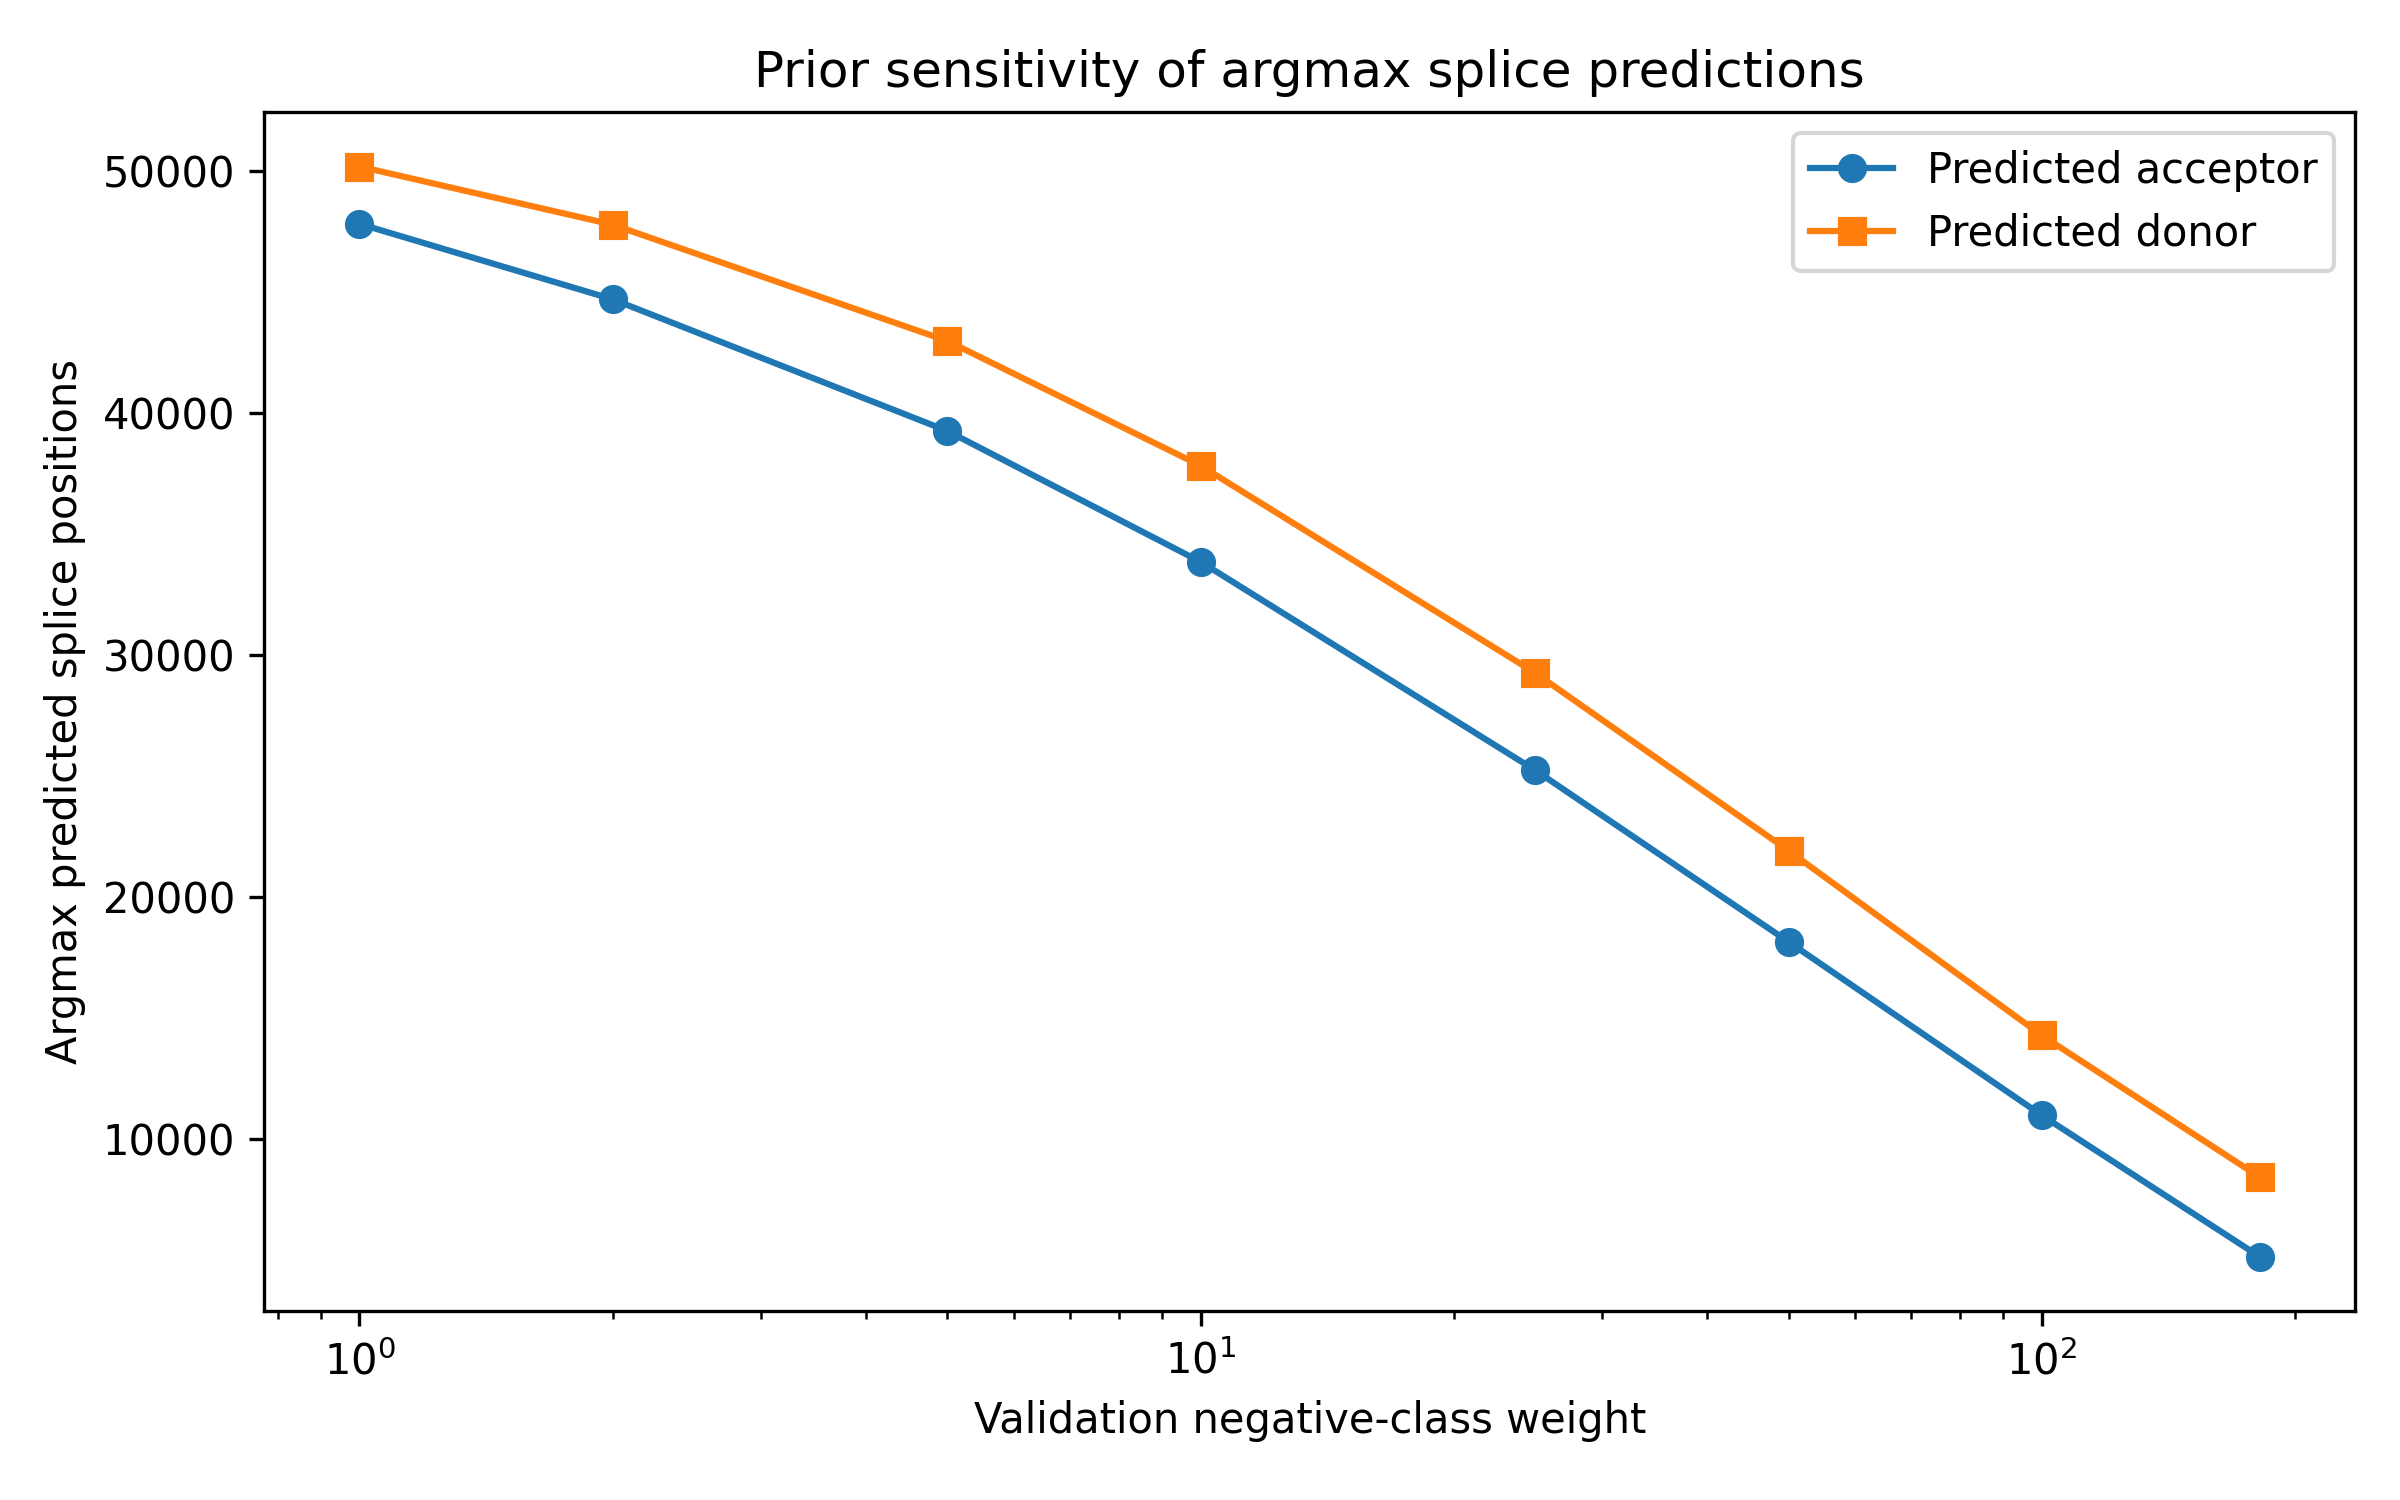 Prior sensitivity of argmax splice predictions
Predicted acceptor
Predicted donor
Argmax predicted splice positions
50000
40000
30000
20000
10000
10⁰
10¹
10²
Validation negative-class weight